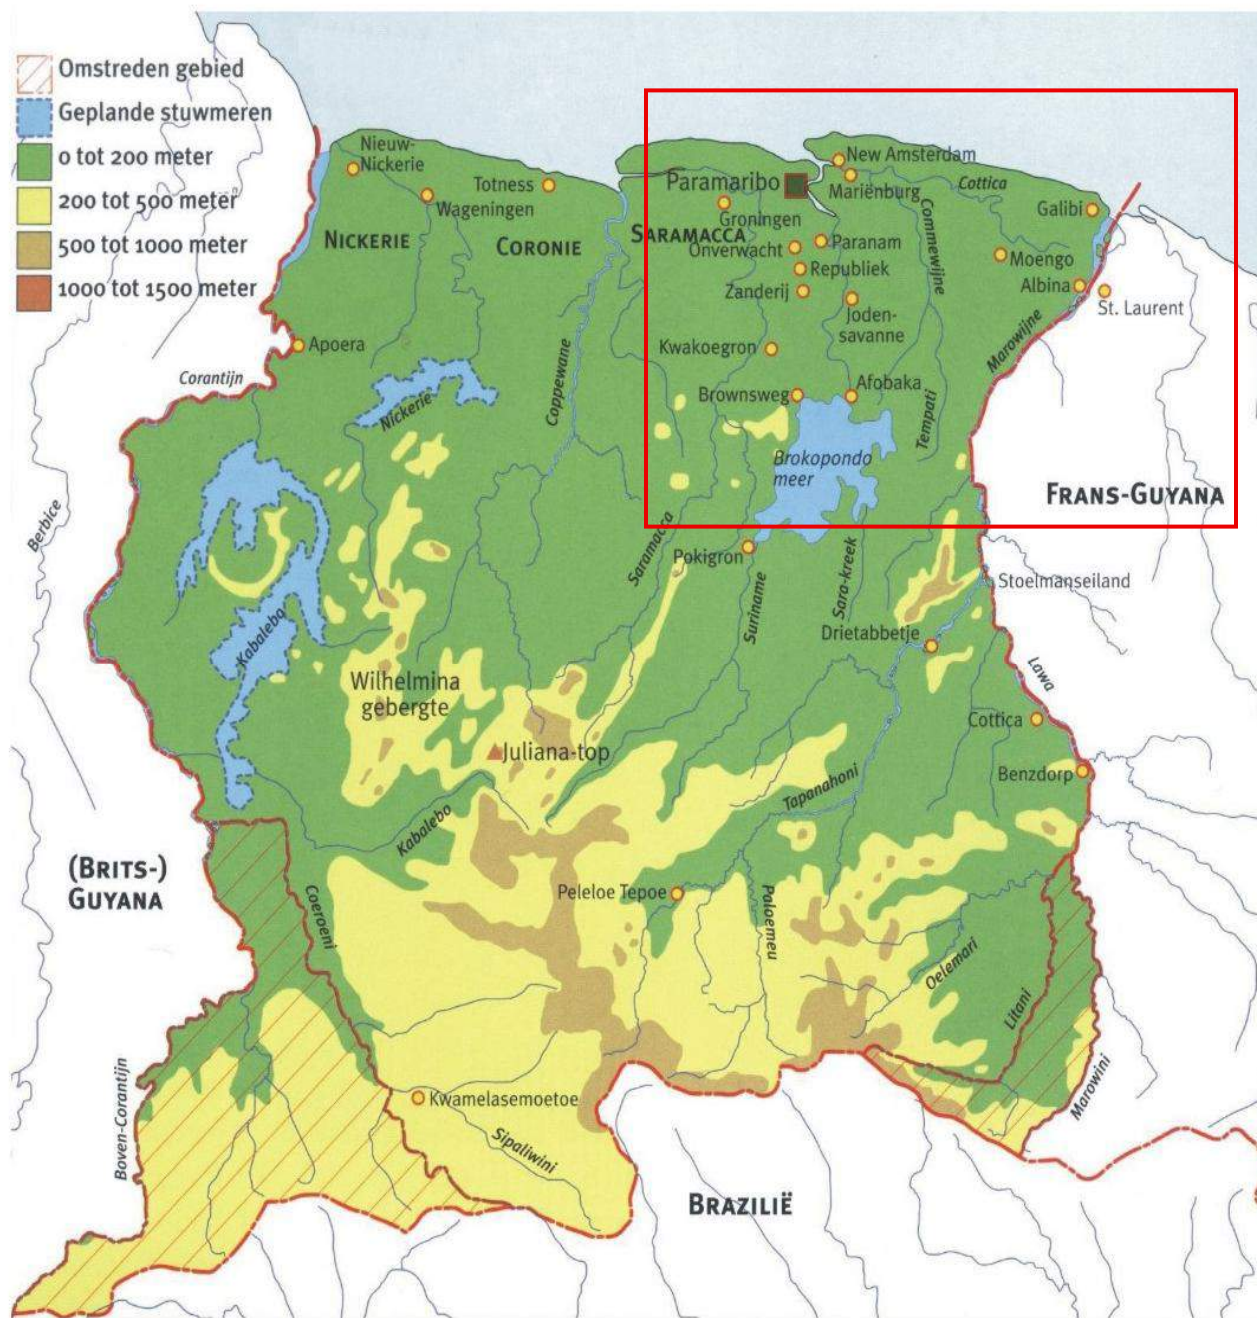 Omstreden gebied
Geplande stuwmeren
0 tot 200 meter
200 tot 500 meter
500 tot 1000 meter
1000 tot 1500 meter
Nieuw-
Nickerie
Wageningen
Totness
NICKERIE
CORONIE
SARAMACCA
Paramaribo
New Amsterdam
Mariënburg
Cottica
Galibi
Groningen
Onverwacht
Paranam
Commewijne
Moengo
Republiek
Zanderij
Albina
St. Laurent
Joden-
savanne
Marowijne
Apoera
Kwakoegron
Corantijn
Coppewane
Nickerie
Brownsweg
Afobaka
Tempati
Brokopondo
meer
FRANS-GUYANA
Berbice
Saramacca
Pokigron
Suriname
Sara-kreek
Stoelmanseiland
Drietabbetje
Kabalebo
Lawa
Wilhelmina
gebergte
Juliana-top
Cottica
Benzdorp
Tapanahoni
Kabalebo
(BRITS-)
GUYANA
Coeroeni
Peleloe Tepoe
Paloemeu
Oelemari
Litani
Marowini
Boven-Corantijn
Kwamelasemoetoe
Sipaliwini
BRAZILIË